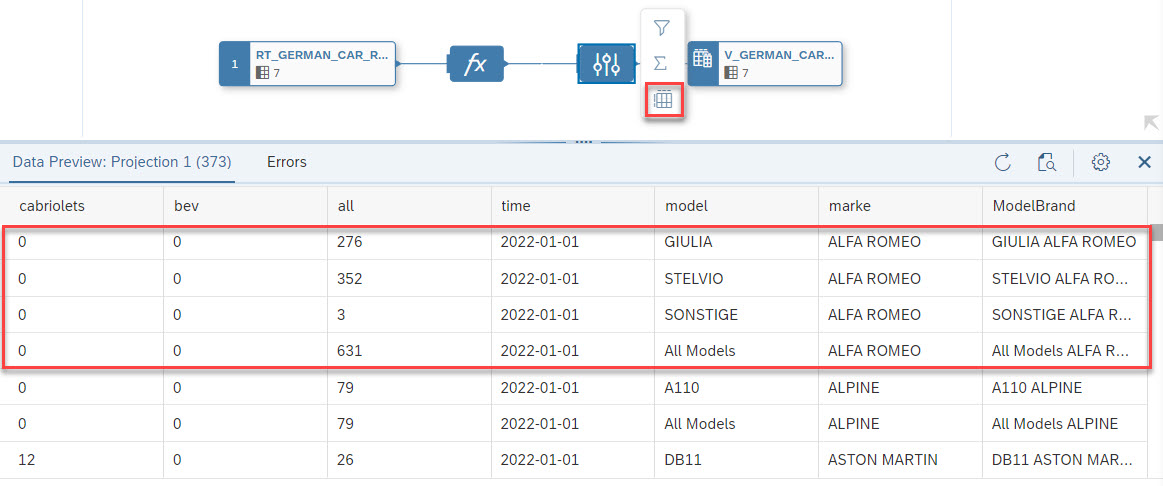 1 RT_GERMAN_CAR_R... 7
fx
V_GERMAN_CAR... 7
Data Preview: Projection 1 (373) Errors
cabriolets bev all time model marke ModelBrand
0 0 276 2022-01-01 GIULIA ALFA ROMEO GIULIA ALFA ROMEO
0 0 352 2022-01-01 STELVIO ALFA ROMEO STELVIO ALFA RO...
0 0 3 2022-01-01 SONSTIGE ALFA ROMEO SONSTIGE ALFA R...
0 0 631 2022-01-01 All Models ALFA ROMEO All Models ALFA R...
0 0 79 2022-01-01 A110 ALPINE A110 ALPINE
0 0 79 2022-01-01 All Models ALPINE All Models ALPINE
12 0 26 2022-01-01 DB11 ASTON MARTIN DB11 ASTON MAR...